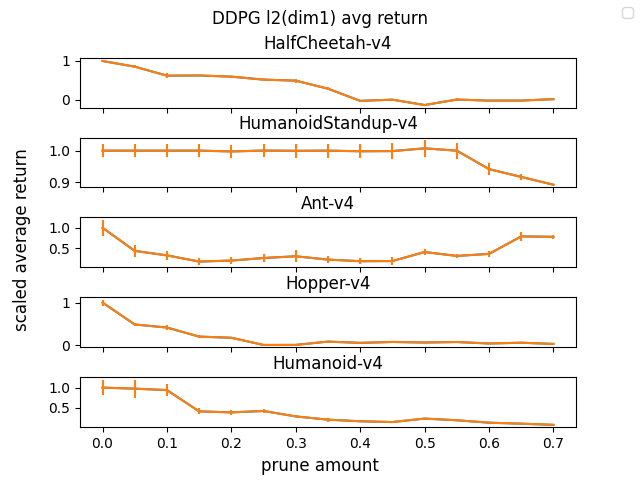 DDPG l2(dim1) avg return
HalfCheetah-v4
1
0
HumanoidStandup-v4
1.0
0.9
Ant-v4
1.0
0.5
Hopper-v4
1
0
Humanoid-v4
1.0
0.5
0.0 0.1 0.2 0.3 0.4 0.5 0.6 0.7
prune amount
scaled average return